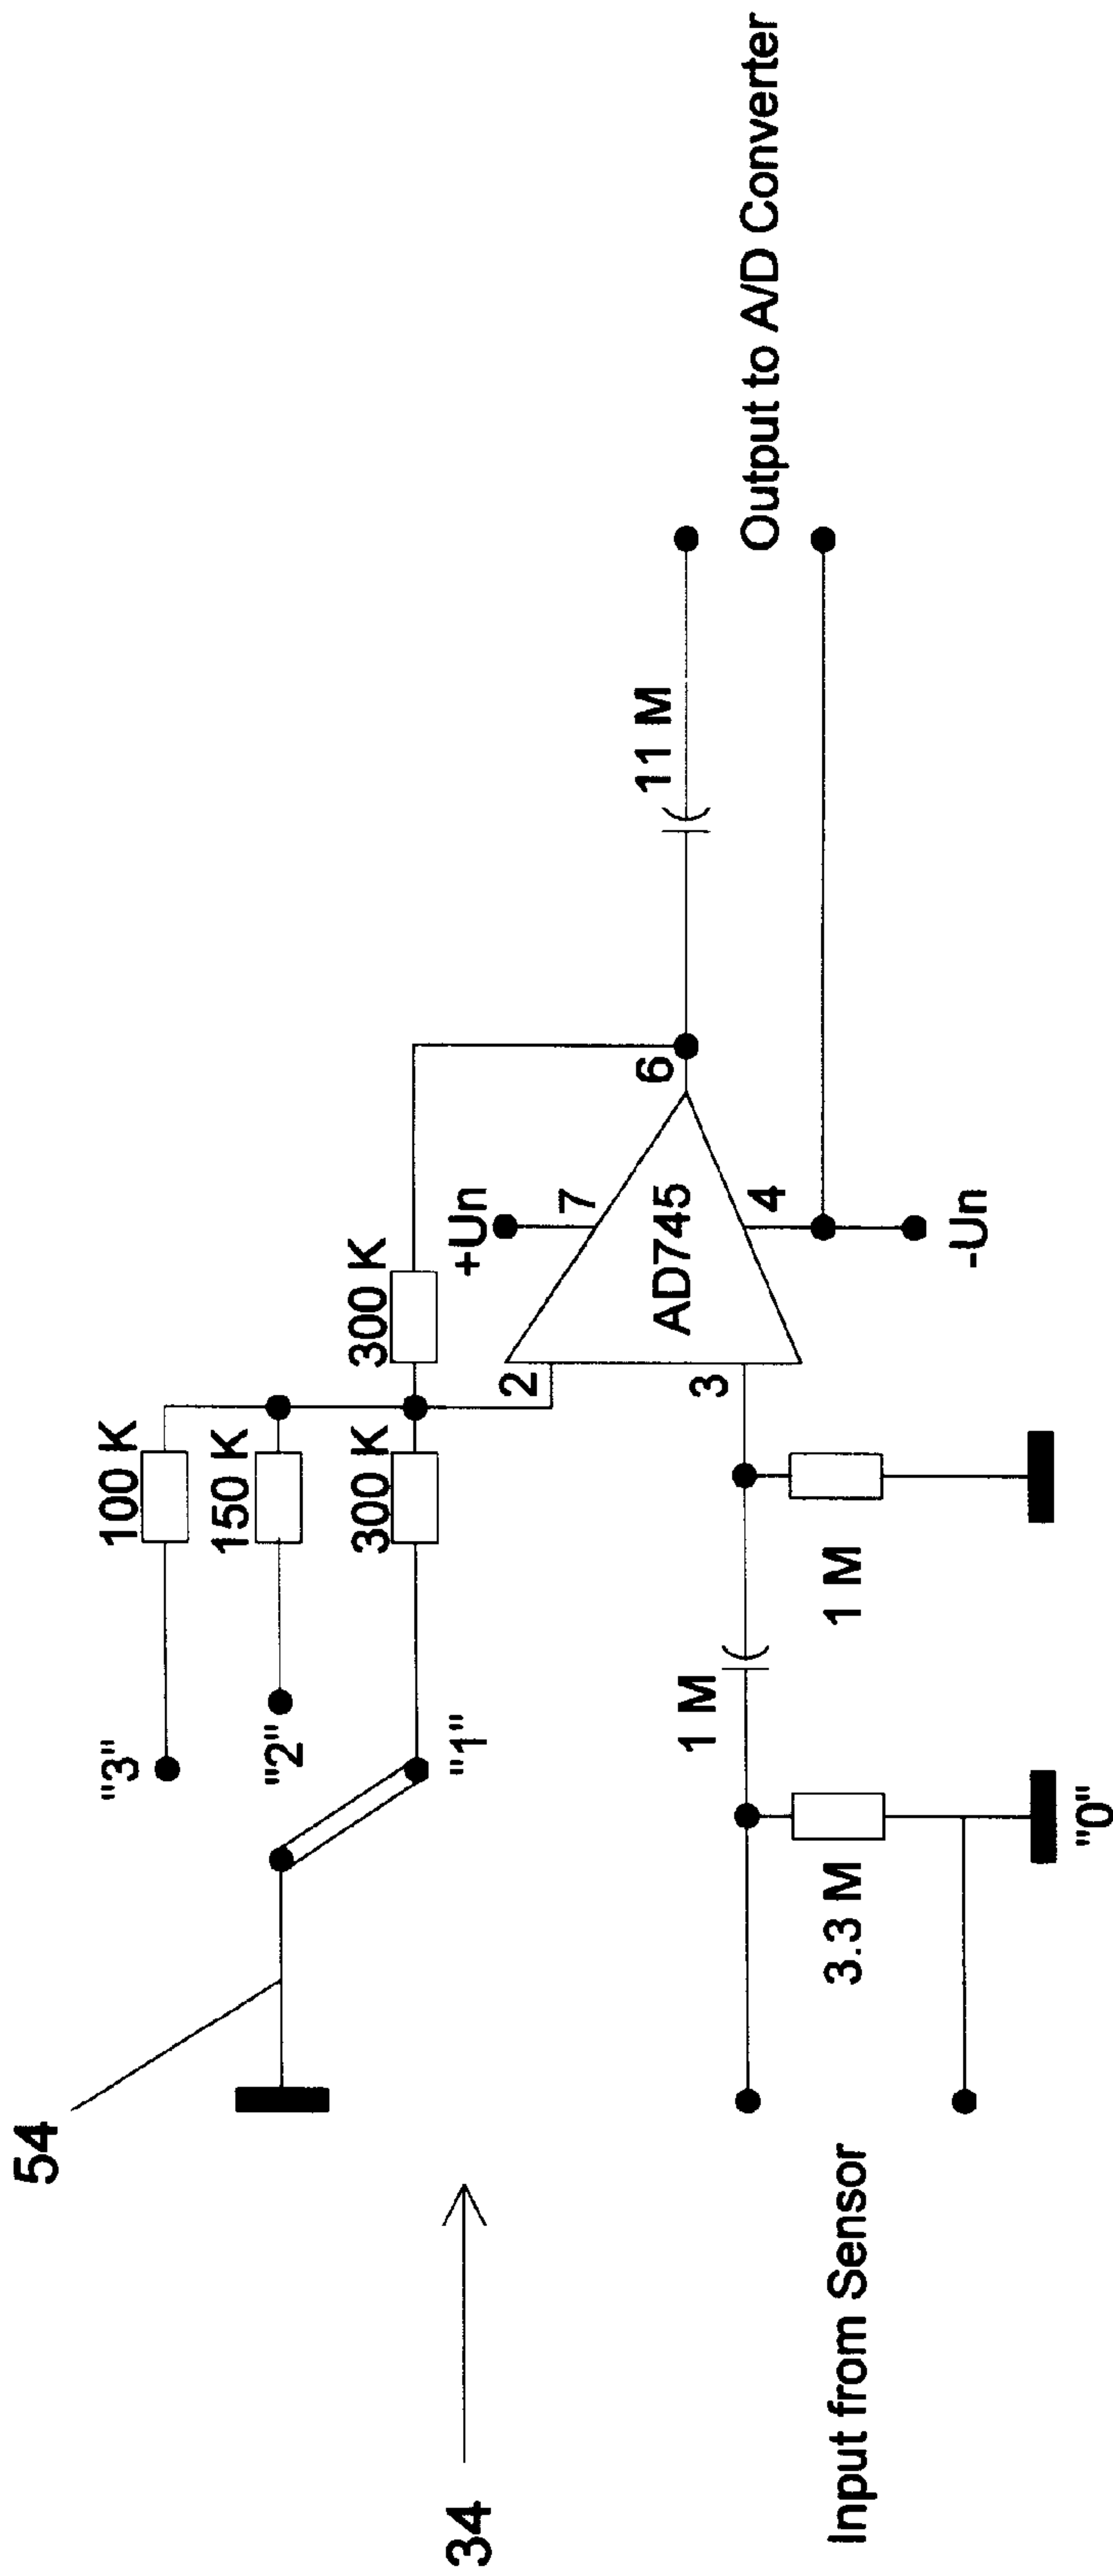 54
34
"3"
100 K
"2"
150 K
"1"
300 K
300 K
+Un
7
2
AD745
6
3
4
-Un
11 M
Output to A/D Converter
1 M
1 M
3.3 M
"0"
Input from Sensor